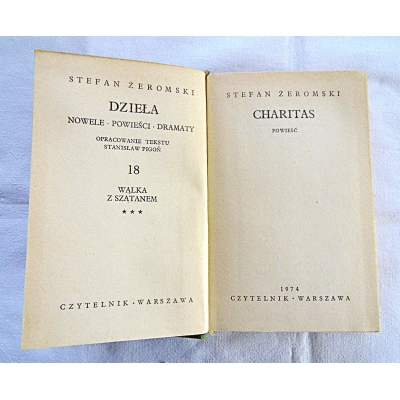 STEFAN ŻEROMSKI
DZIEŁA
NOWELE · POWIEŚCI · DRAMATY
OPRACOWANIE TEKSTU
STANISŁAW PIGOŃ
18
WALKA
Z SZATANEM
★ ★ ★
CZYTELNIK · WARSZAWA
STEFAN ŻEROMSKI
CHARITAS
POWIEŚĆ
1974
CZYTELNIK · WARSZAWA